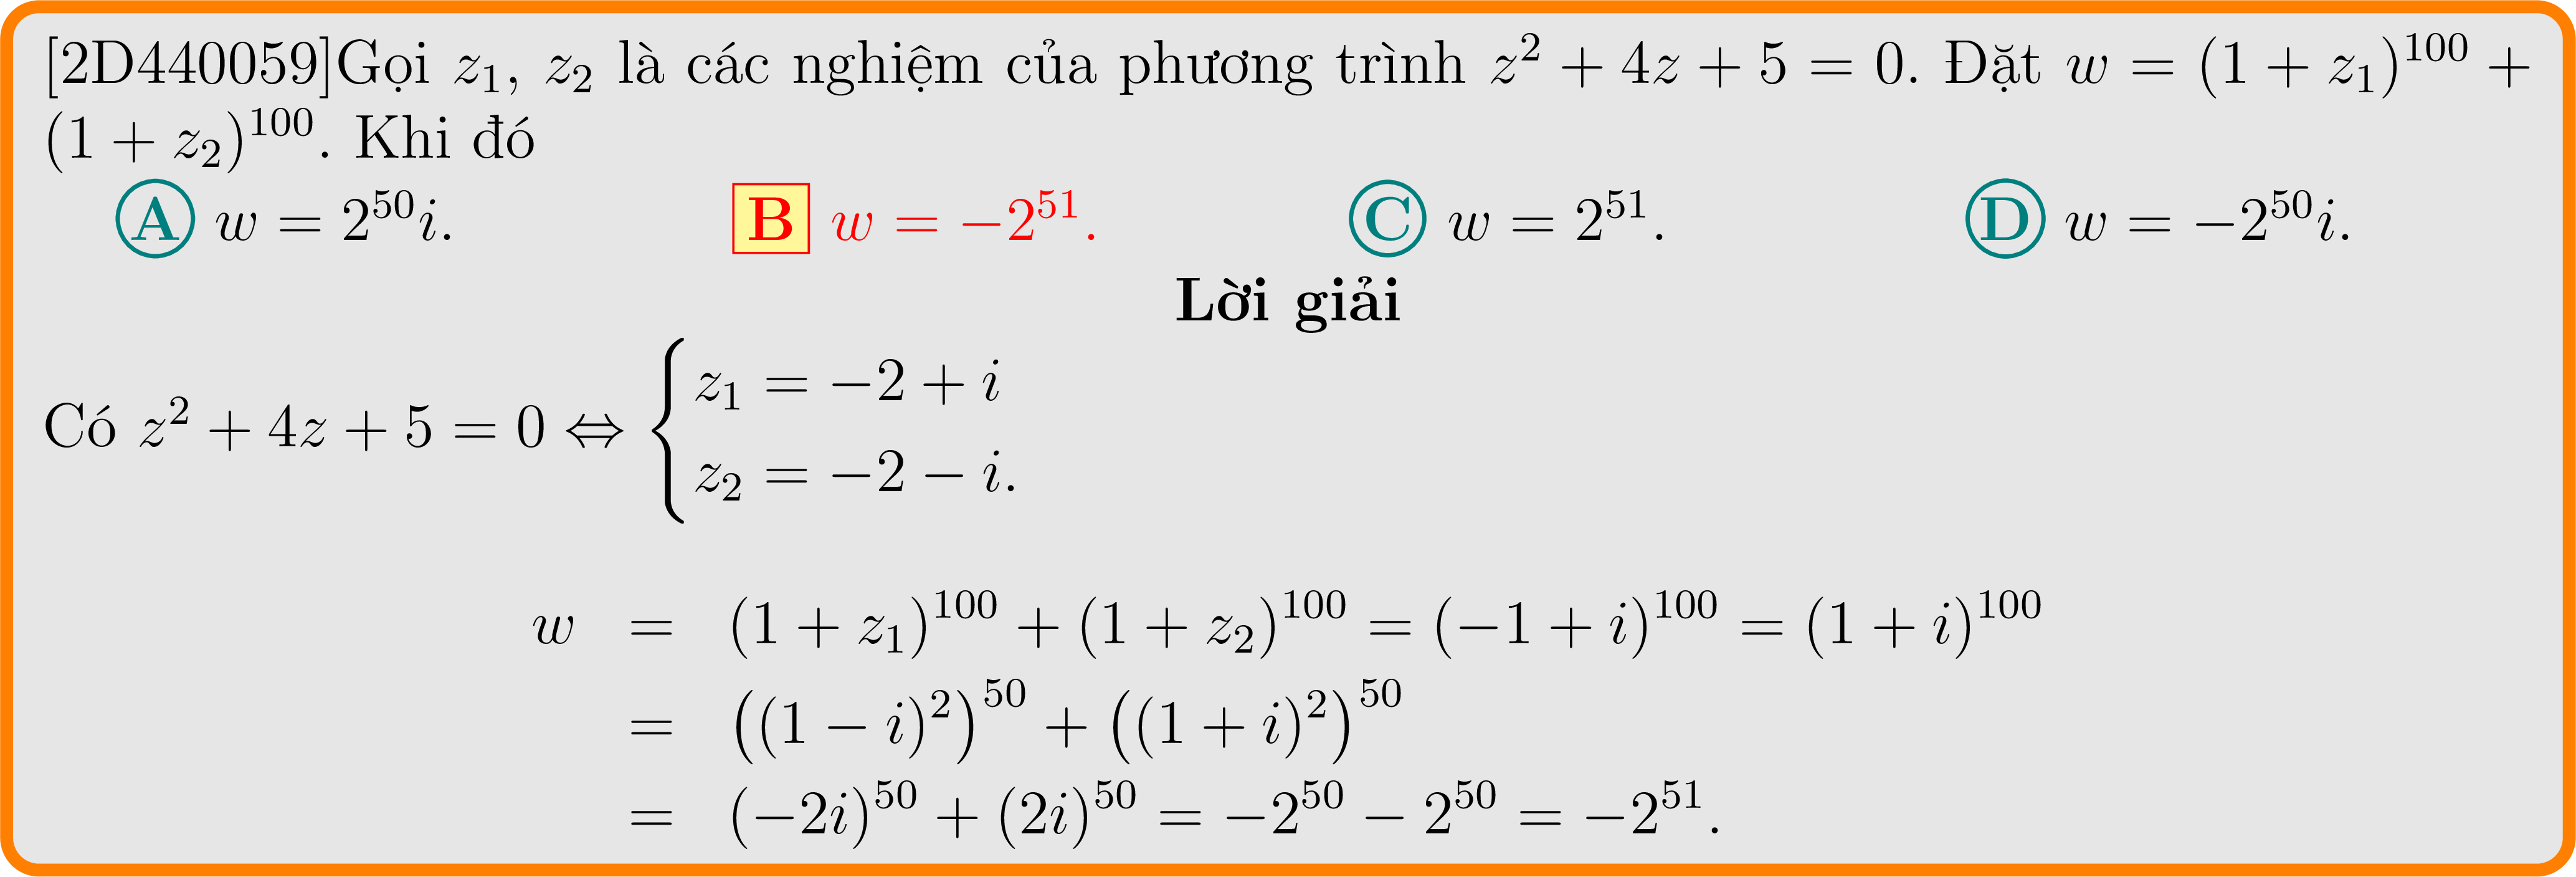 [2D440059]Gọi $z_1$, $z_2$ là các nghiệm của phương trình $z^2 + 4z + 5 = 0$. Đặt $w = (1 + z_1)^{100} +$
$(1 + z_2)^{100}$. Khi đó
A $w = 2^{50}i$. B $w = -2^{51}$. C $w = 2^{51}$. D $w = -2^{50}i$.
Lời giải
Có $z^2 + 4z + 5 = 0 \Leftrightarrow \begin{cases} z_1 = -2 + i \\ z_2 = -2 - i. \end{cases}$
$w = (1 + z_1)^{100} + (1 + z_2)^{100} = (-1 + i)^{100} = (1 + i)^{100}$
$= \left((1 - i)^2\right)^{50} + \left((1 + i)^2\right)^{50}$
$= (-2i)^{50} + (2i)^{50} = -2^{50} - 2^{50} = -2^{51}.$